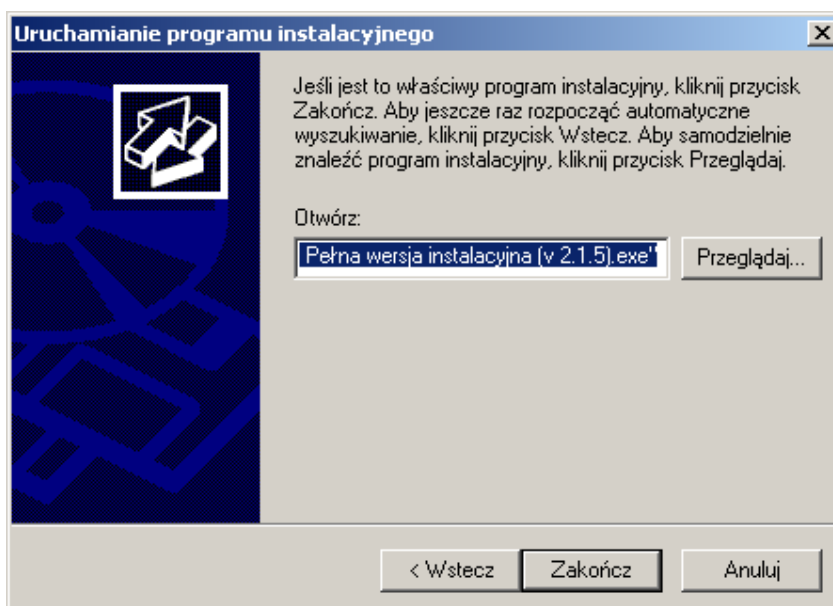 Uruchamianie programu instalacyjnego
Jeśli jest to właściwy program instalacyjny, kliknij przycisk
Zakończ. Aby jeszcze raz rozpocząć automatyczne
wyszukiwanie, kliknij przycisk Wstecz. Aby samodzielnie
znaleźć program instalacyjny, kliknij przycisk Przeglądaj.
Otwórz:
Pełna wersja instalacyjna (v 2.1.5).exe"
Przeglądaj...
< Wstecz
Zakończ
Anuluj